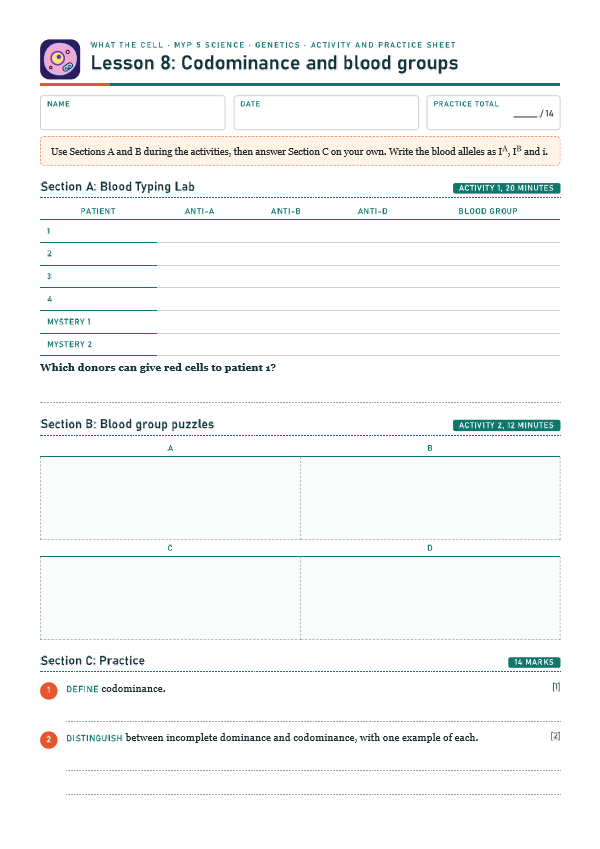 WHAT THE CELL · MYP 5 SCIENCE · GENETICS · ACTIVITY AND PRACTICE SHEET
Lesson 8: Codominance and blood groups
NAME
DATE
PRACTICE TOTAL
_____ / 14
Use Sections A and B during the activities, then answer Section C on your own. Write the blood alleles as Iᴬ, Iᴮ and i.
Section A: Blood Typing Lab
ACTIVITY 1, 20 MINUTES
PATIENT ANTI-A ANTI-B ANTI-D BLOOD GROUP
1
2
3
4
MYSTERY 1
MYSTERY 2
Which donors can give red cells to patient 1?
Section B: Blood group puzzles
ACTIVITY 2, 12 MINUTES
A B
C D
Section C: Practice
14 MARKS
1 DEFINE codominance. [1]
2 DISTINGUISH between incomplete dominance and codominance, with one example of each. [2]